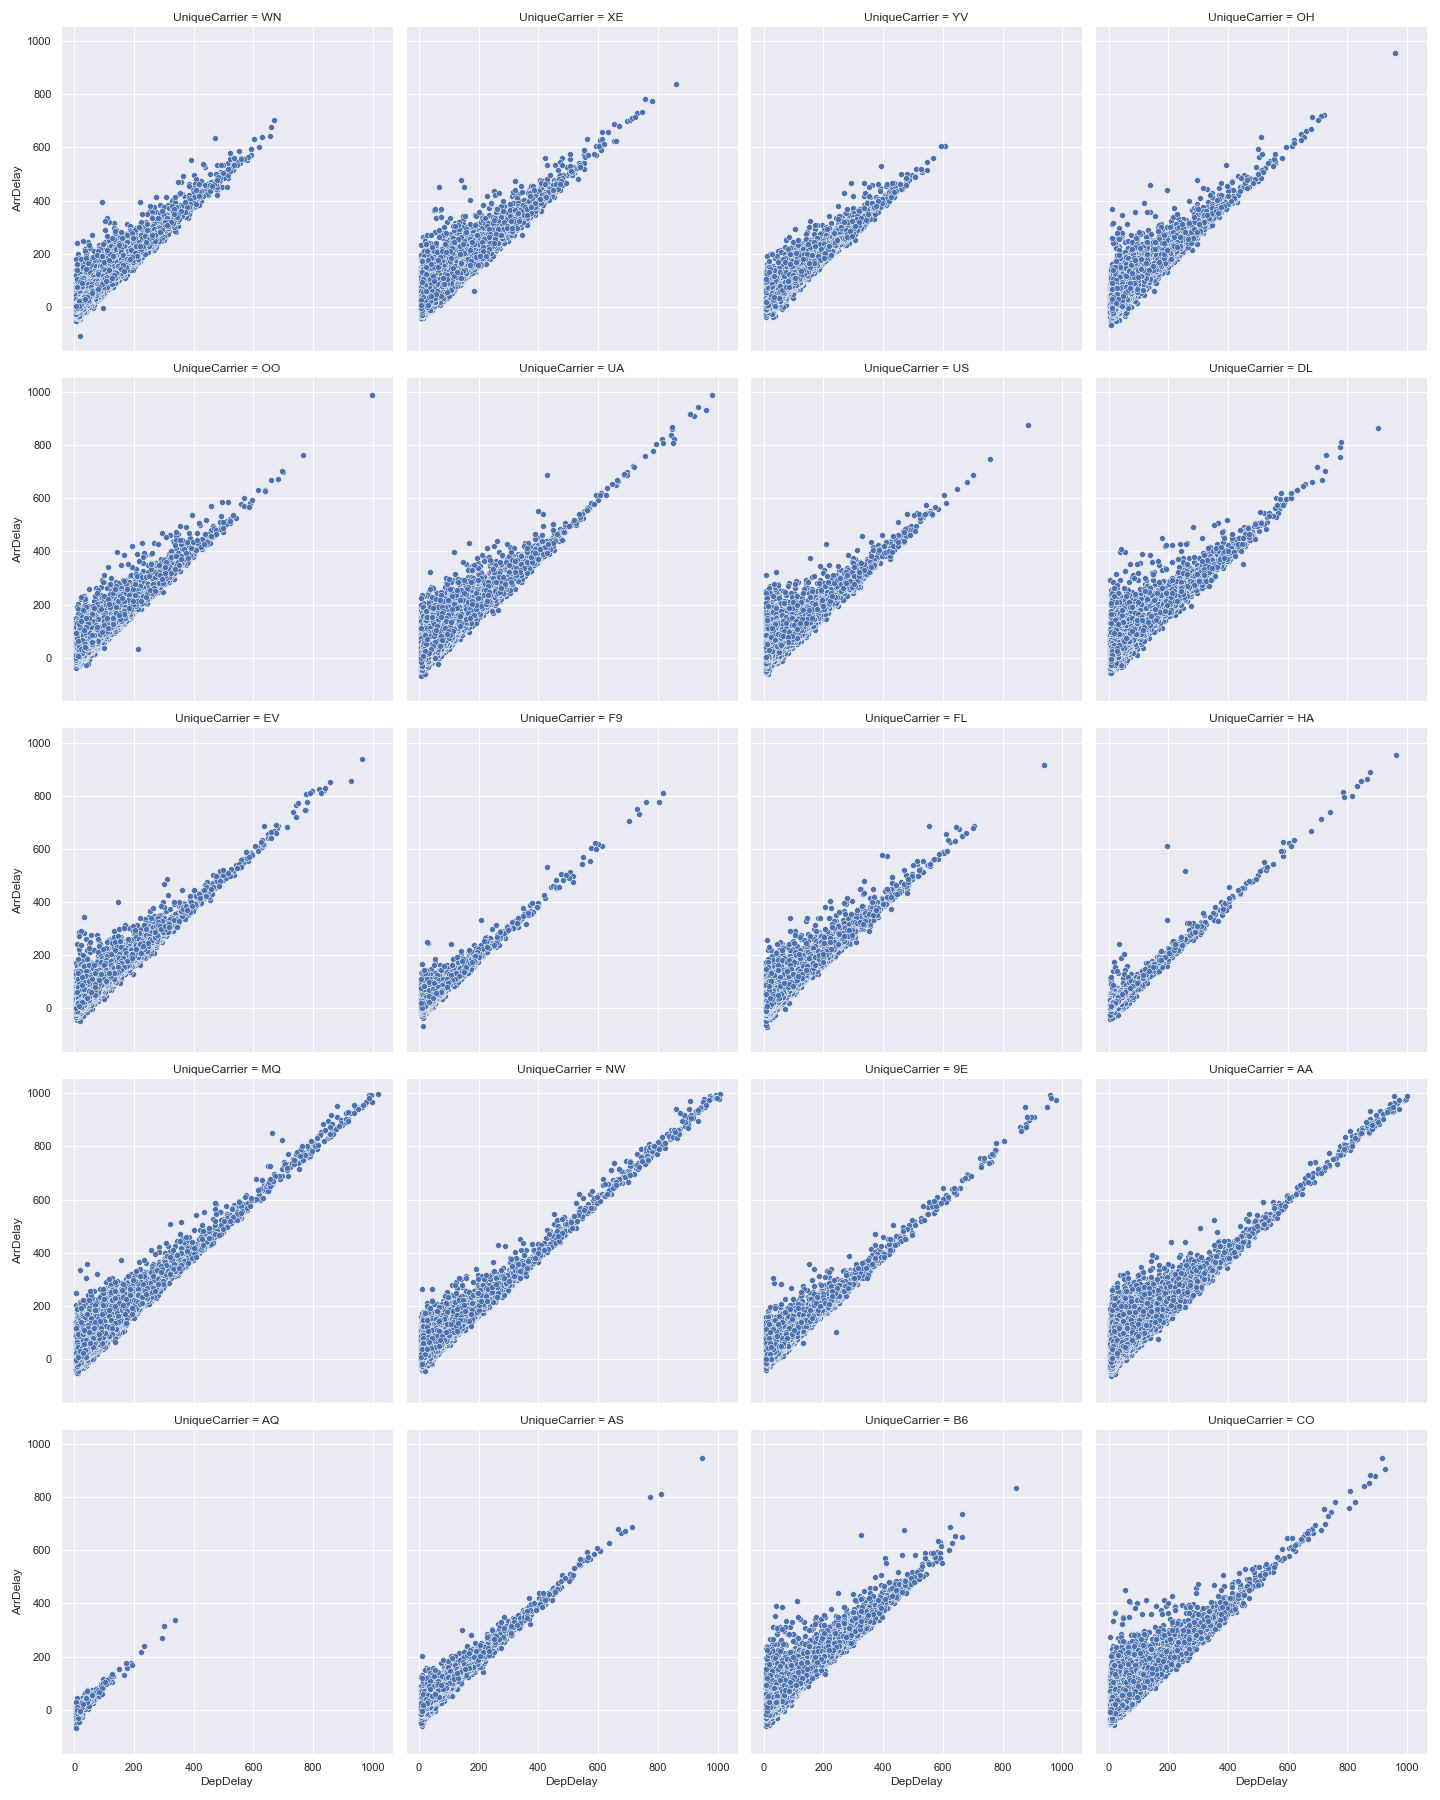 UniqueCarrier = WN UniqueCarrier = XE UniqueCarrier = YV UniqueCarrier = OH
1000
800
600
ArrDelay
400
200
0
UniqueCarrier = OO UniqueCarrier = UA UniqueCarrier = US UniqueCarrier = DL
1000
800
600
ArrDelay
400
200
0
UniqueCarrier = EV UniqueCarrier = F9 UniqueCarrier = FL UniqueCarrier = HA
1000
800
600
ArrDelay
400
200
0
UniqueCarrier = MQ UniqueCarrier = NW UniqueCarrier = 9E UniqueCarrier = AA
1000
800
600
ArrDelay
400
200
0
UniqueCarrier = AQ UniqueCarrier = AS UniqueCarrier = B6 UniqueCarrier = CO
1000
800
600
ArrDelay
400
200
0
0 200 400 600 800 1000 0 200 400 600 800 1000 0 200 400 600 800 1000 0 200 400 600 800 1000
DepDelay DepDelay DepDelay DepDelay